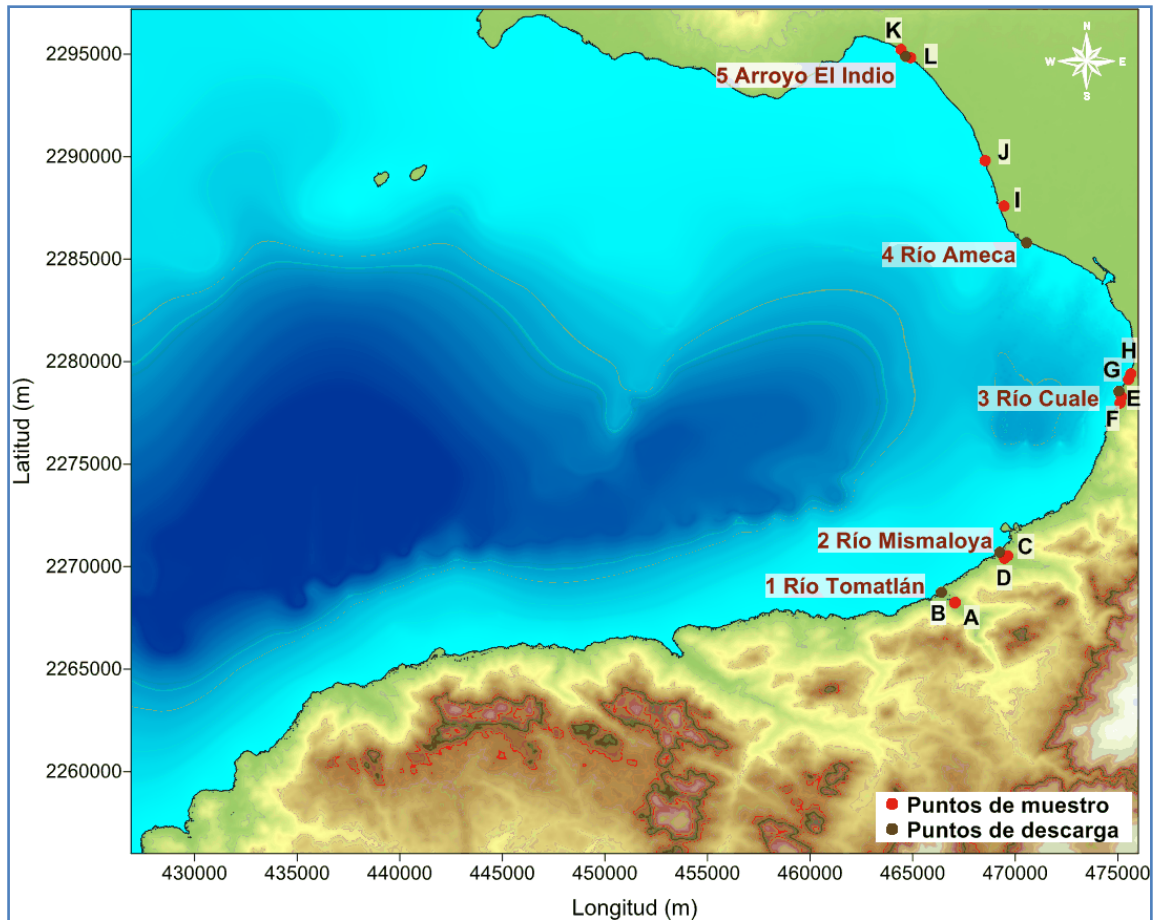 N
W E
S
K
L
5 Arroyo El Indio
J
I
4 Río Ameca
H
G
3 Río Cuale
E
F
2 Río Mismaloya
C
D
1 Río Tomatlán
B
A
2295000
2290000
2285000
2280000
2275000
2270000
2265000
2260000
Latitud (m)
Puntos de muestro
Puntos de descarga
430000 435000 440000 445000 450000 455000 460000 465000 470000 475000
Longitud (m)